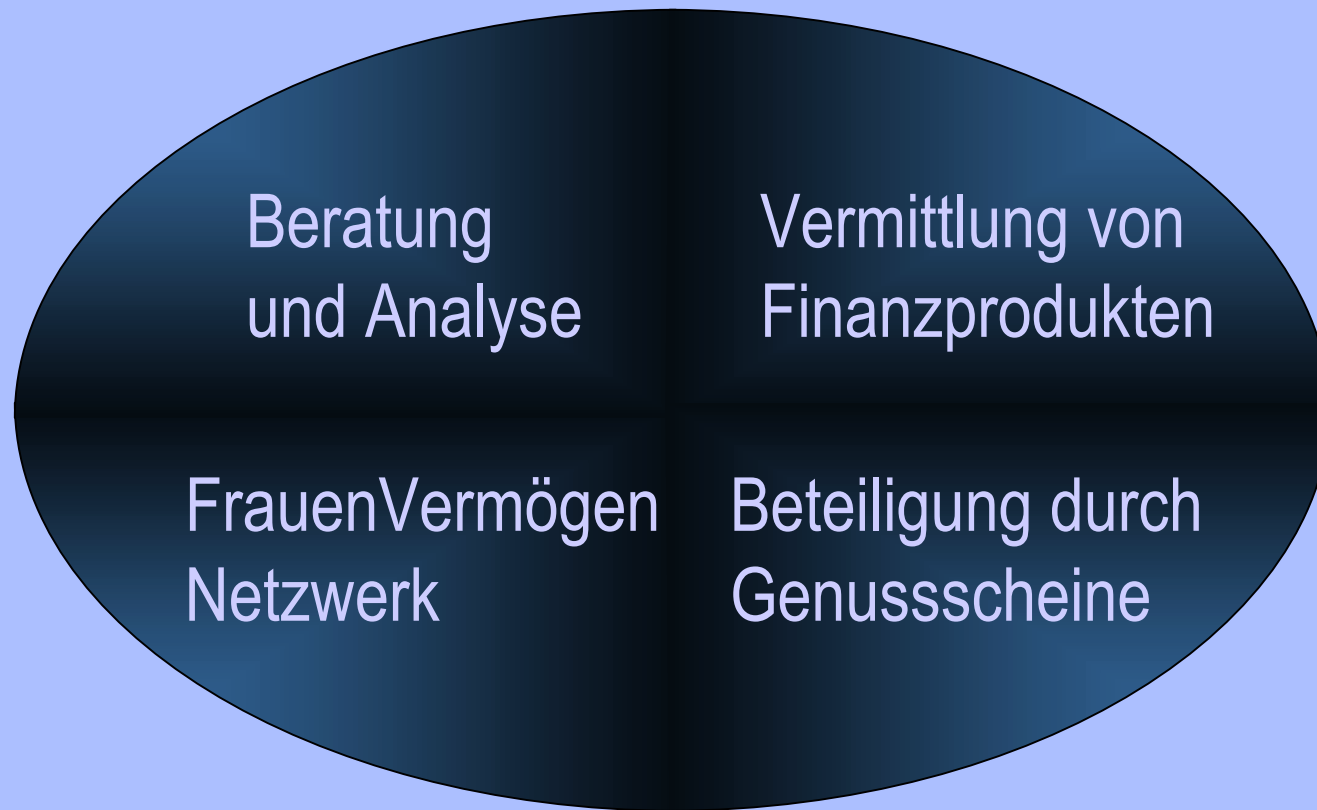 Beratung
und Analyse
Vermittlung von
Finanzprodukten
FrauenVermögen
Netzwerk
Beteiligung durch
Genussscheine